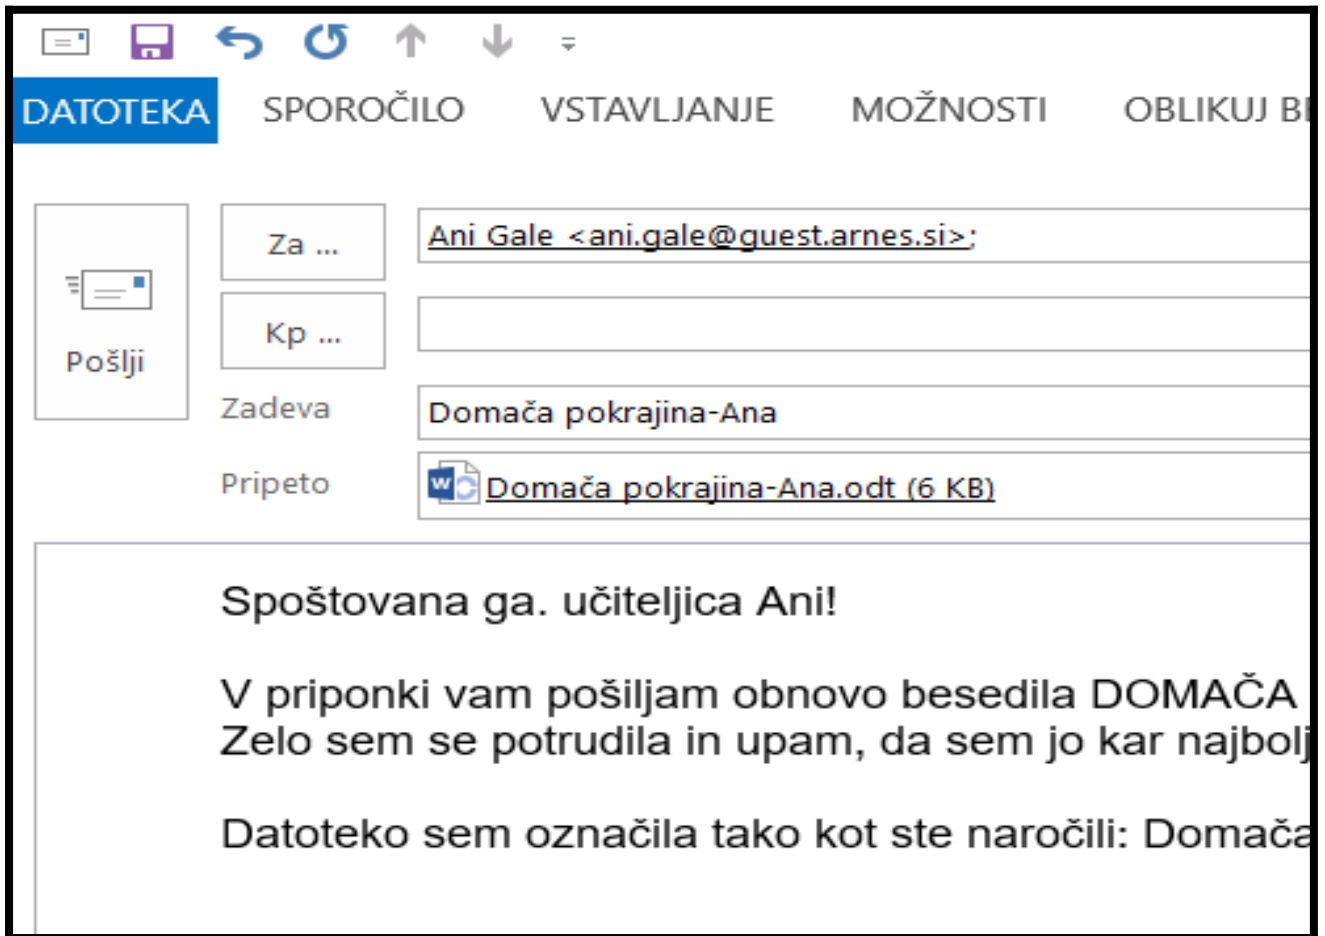 DATOTEKA SPOROČILO VSTAVLJANJE MOŽNOSTI OBLIKUJ
Za ... Ani Gale <ani.gale@guest.arnes.si>;
Kp ...
Pošlji
Zadeva Domača pokrajina-Ana
Pripeto Domača pokrajina-Ana.odt (6 KB)
Spoštovana ga. učiteljica Ani!
V priponki vam pošiljam obnovo besedila DOMAČA
Zelo sem se potrudila in upam, da sem jo kar najbolj
Datoteko sem označila tako kot ste naročili: Domača